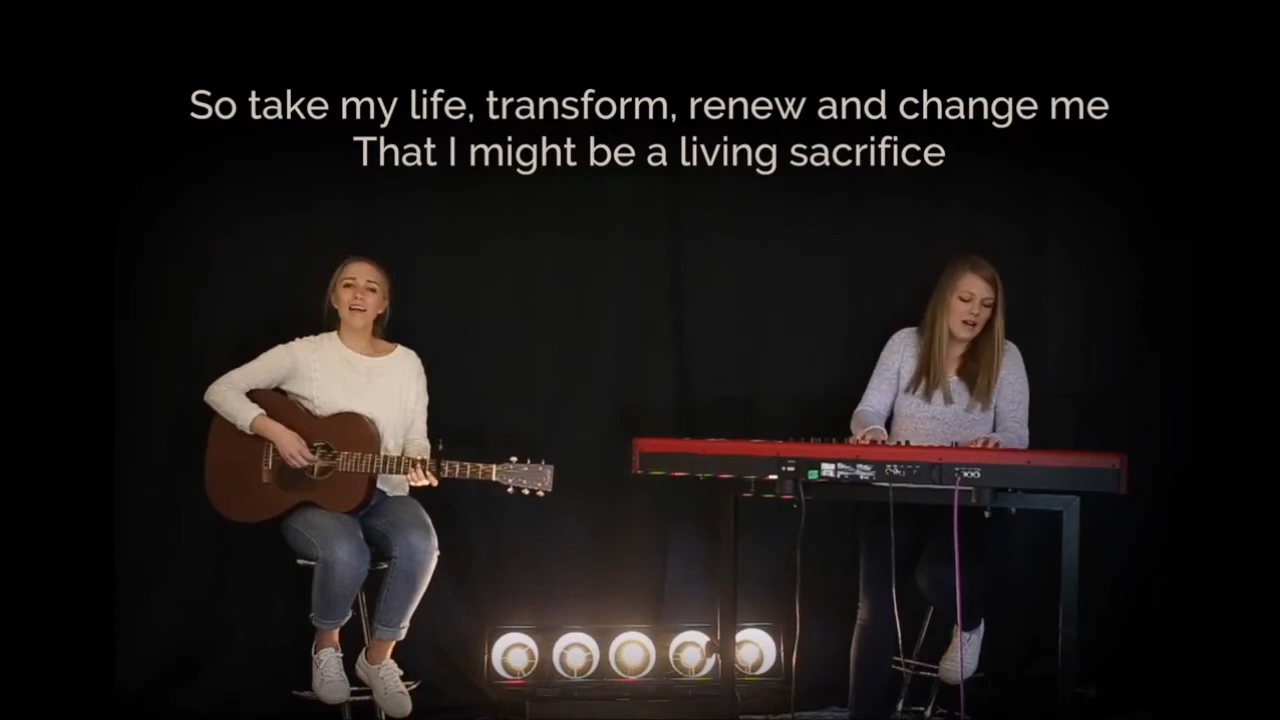 So take my life, transform, renew and change me
That I might be a living sacrifice